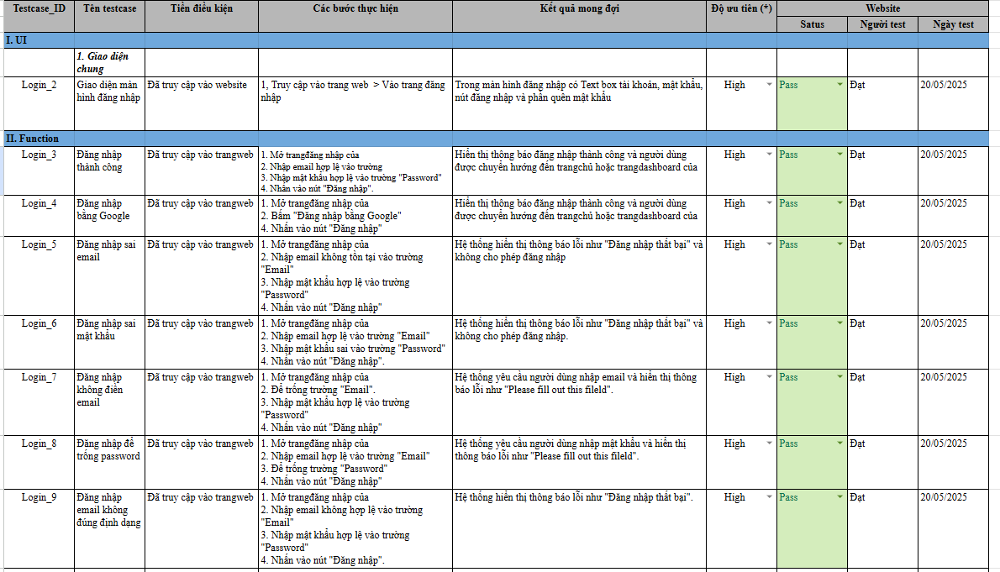 Testcase_ID Tên testcase Tiền điều kiện Các bước thực hiện Kết quả mong đợi Độ ưu tiên (*) Website
Satus Người test Ngày test
I. UI
1. Giao diện
chung
Login_2 Giao diện màn Đã truy cập vào website 1, Truy cập vào trang web > Vào trang đăng Trong màn hình đăng nhập có Text box tài khoản, mật khẩu, High Pass Đạt 20/05/2025
hình đăng nhập nhập nút đăng nhập và phần quên mật khẩu
II. Function
Login_3 Đăng nhập Đã truy cập vào trangweb 1. Mở trangđăng nhập của Hiển thị thông báo đăng nhập thành công và người dùng High Pass Đạt 20/05/2025
thành công 2. Nhập email hợp lệ vào trường được chuyển hướng đến trangchủ hoặc trangdashboard của
3. Nhập mật khẩu hợp lệ vào trường "Password"
4. Nhấn vào nút "Đăng nhập".
Login_4 Đăng nhập Đã truy cập vào trangweb 1. Mở trangđăng nhập của Hiển thị thông báo đăng nhập thành công và người dùng High Pass Đạt 20/05/2025
bằng Google 2. Bấm "Đăng nhập bằng Google" được chuyển hướng đến trangchủ hoặc trangdashboard của
4. Nhấn vào nút "Đăng nhập"
Login_5 Đăng nhập sai Đã truy cập vào trangweb 1. Mở trangđăng nhập của Hệ thống hiển thị thông báo lỗi như "Đăng nhập thất bại" và High Pass Đạt 20/05/2025
email 2. Nhập email không tồn tại vào trường không cho phép đăng nhập
"Email"
3. Nhập mật khẩu hợp lệ vào trường
"Password"
4. Nhấn vào nút "Đăng nhập"
Login_6 Đăng nhập sai Đã truy cập vào trangweb 1. Mở trangđăng nhập của Hệ thống hiển thị thông báo lỗi như "Đăng nhập thất bại" và High Pass Đạt 20/05/2025
mật khẩu 2. Nhập email hợp lệ vào trường "Email" không cho phép đăng nhập.
3. Nhập mật khẩu sai vào trường "Password"
4. Nhấn vào nút "Đăng nhập".
Login_7 Đăng nhập Đã truy cập vào trangweb 1. Mở trangđăng nhập của Hệ thống yêu cầu người dùng nhập email và hiển thị thông High Pass Đạt 20/05/2025
không điền 2. Để trống trường "Email". báo lỗi như "Please fill out this fileld".
email 3. Nhập mật khẩu hợp lệ vào trường
"Password"
4. Nhấn vào nút "Đăng nhập"
Login_8 Đăng nhập để Đã truy cập vào trangweb 1. Mở trangđăng nhập của Hệ thống yêu cầu người dùng nhập mật khẩu và hiển thị High Pass Đạt 20/05/2025
trống password 2. Nhập email hợp lệ vào trường "Email" thông báo lỗi như "Please fill out this fileld".
3. Để trống trường "Password"
4. Nhấn vào nút "Đăng nhập"
Login_9 Đăng nhập Đã truy cập vào trangweb 1. Mở trangđăng nhập của Hệ thống hiển thị thông báo lỗi như "Đăng nhập thất bại". High Pass Đạt 20/05/2025
email không 2. Nhập email không hợp lệ vào trường
đúng định dạng "Email"
3. Nhập mật khẩu hợp lệ vào trường
"Password"
4. Nhấn vào nút "Đăng nhập".